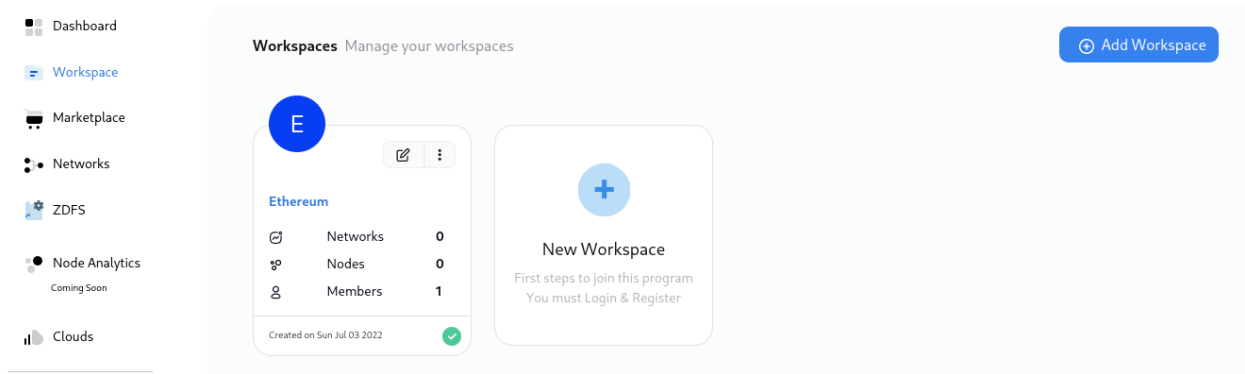 Dashboard
Workspace
Marketplace
Networks
ZDFS
Node Analytics
Coming Soon
Clouds
Workspaces Manage your workspaces
Add Workspace
E
Ethereum
Networks 0
Nodes 0
Members 1
Created on Sun Jul 03 2022
New Workspace
First steps to join this program
You must Login & Register